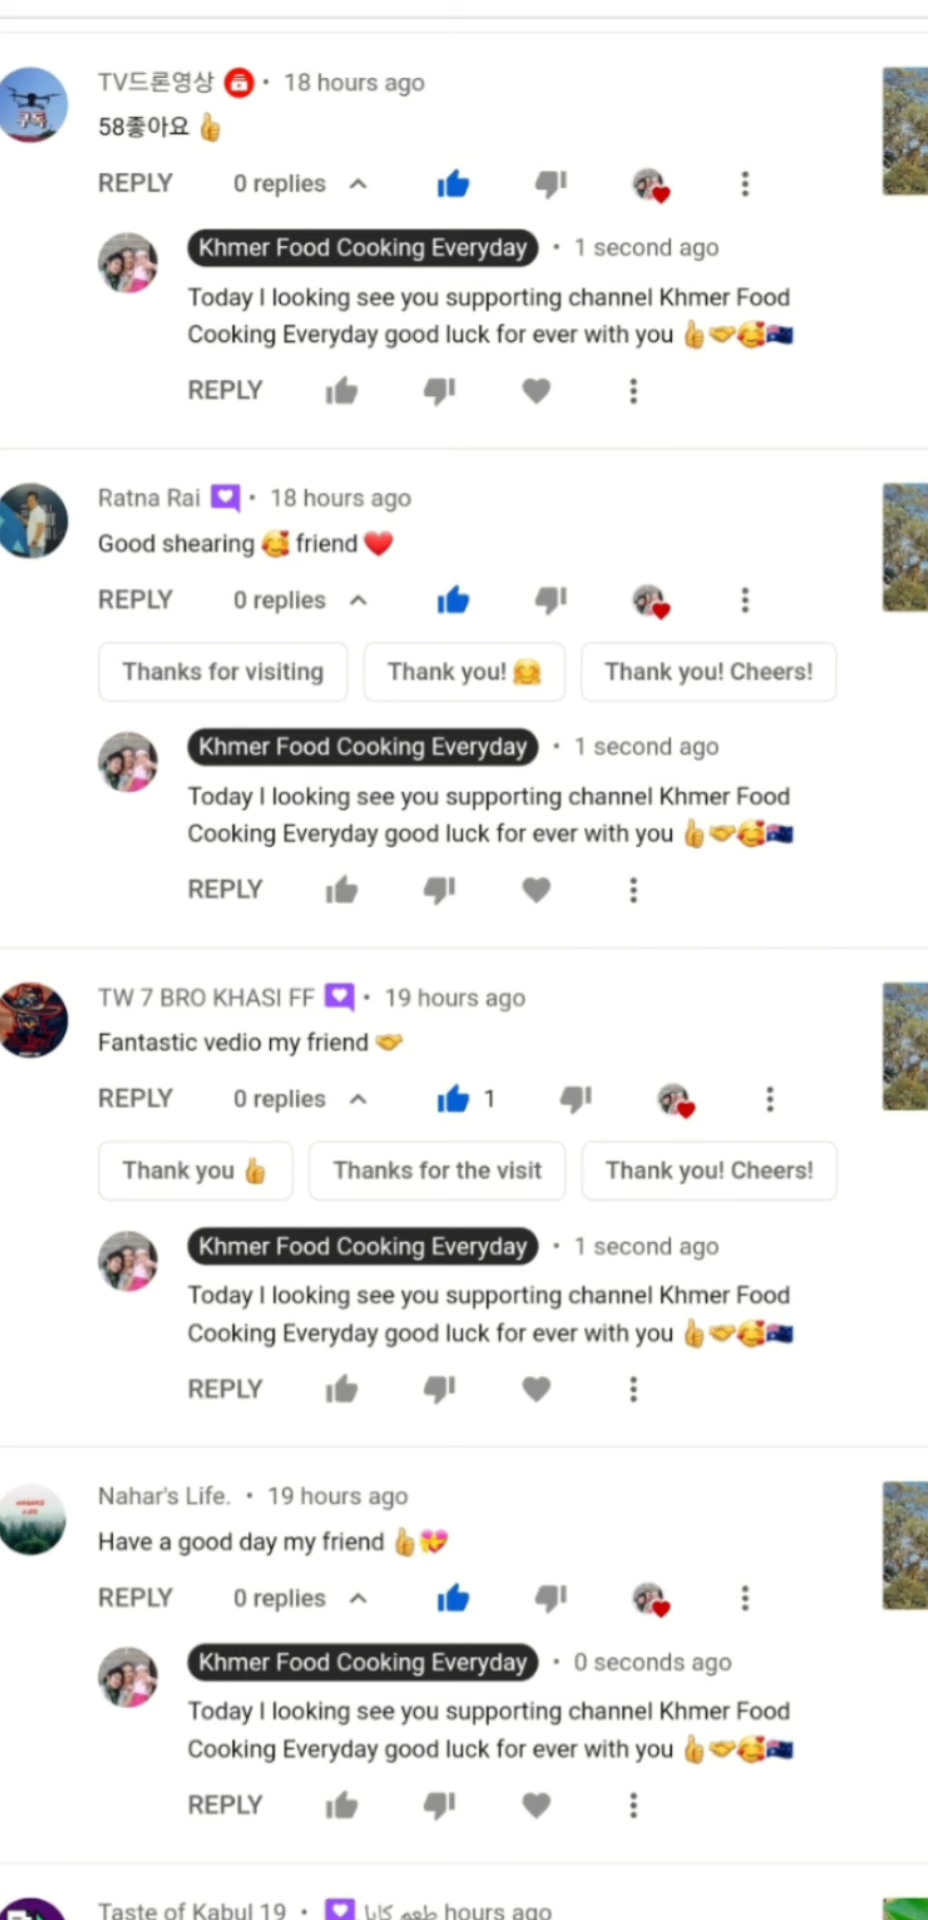 TV드론영상 • 18 hours ago
58좋아요 👍
REPLY 0 replies
Khmer Food Cooking Everyday • 1 second ago
Today I looking see you supporting channel Khmer Food
Cooking Everyday good luck for ever with you 👍🤝🥰🇦🇺
REPLY
Ratna Rai • 18 hours ago
Good shearing 🥰 friend ❤️
REPLY 0 replies
Thanks for visiting Thank you! 🤗 Thank you! Cheers!
Khmer Food Cooking Everyday • 1 second ago
Today I looking see you supporting channel Khmer Food
Cooking Everyday good luck for ever with you 👍🤝🥰🇦🇺
REPLY
TW 7 BRO KHASI FF • 19 hours ago
Fantastic vedio my friend 🤝
REPLY 0 replies 1
Thank you 👍 Thanks for the visit Thank you! Cheers!
Khmer Food Cooking Everyday • 1 second ago
Today I looking see you supporting channel Khmer Food
Cooking Everyday good luck for ever with you 👍🤝🥰🇦🇺
REPLY
Nahar's Life. • 19 hours ago
Have a good day my friend 👍💝
REPLY 0 replies
Khmer Food Cooking Everyday • 0 seconds ago
Today I looking see you supporting channel Khmer Food
Cooking Everyday good luck for ever with you 👍🤝🥰🇦🇺
REPLY
Taste of Kabul 19 • hours ago